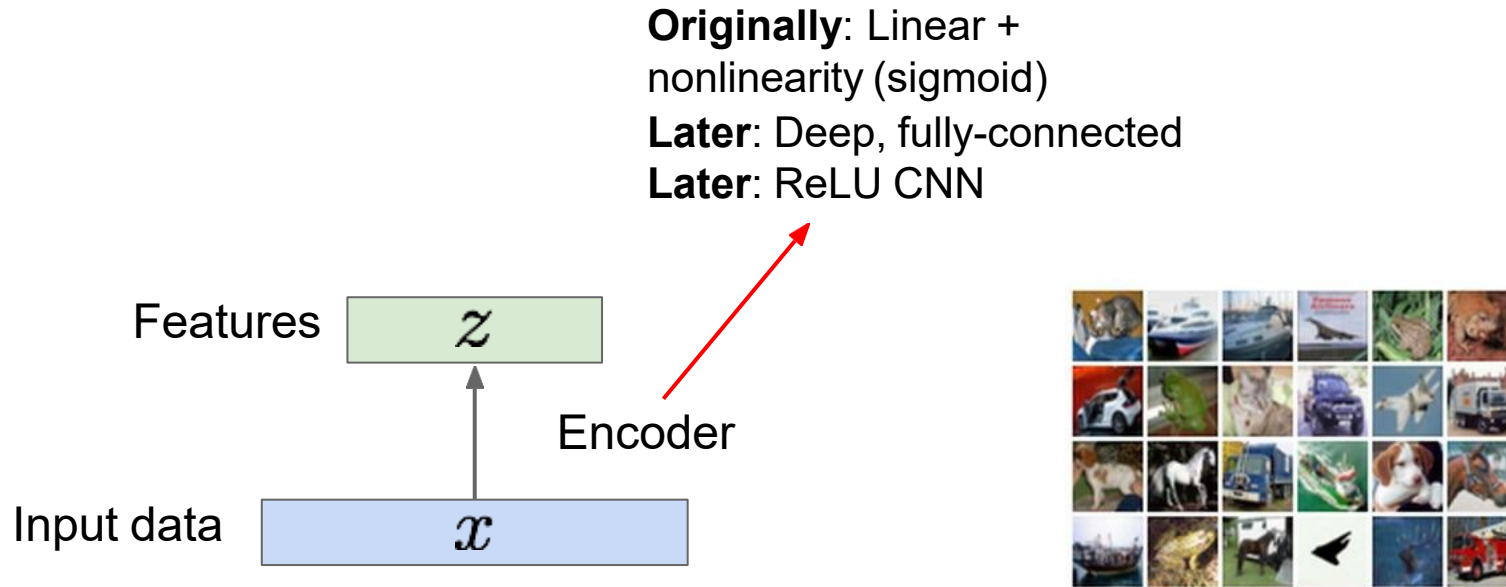 Originally: Linear +
nonlinearity (sigmoid)
Later: Deep, fully-connected
Later: ReLU CNN
Features
z
Encoder
Input data
x